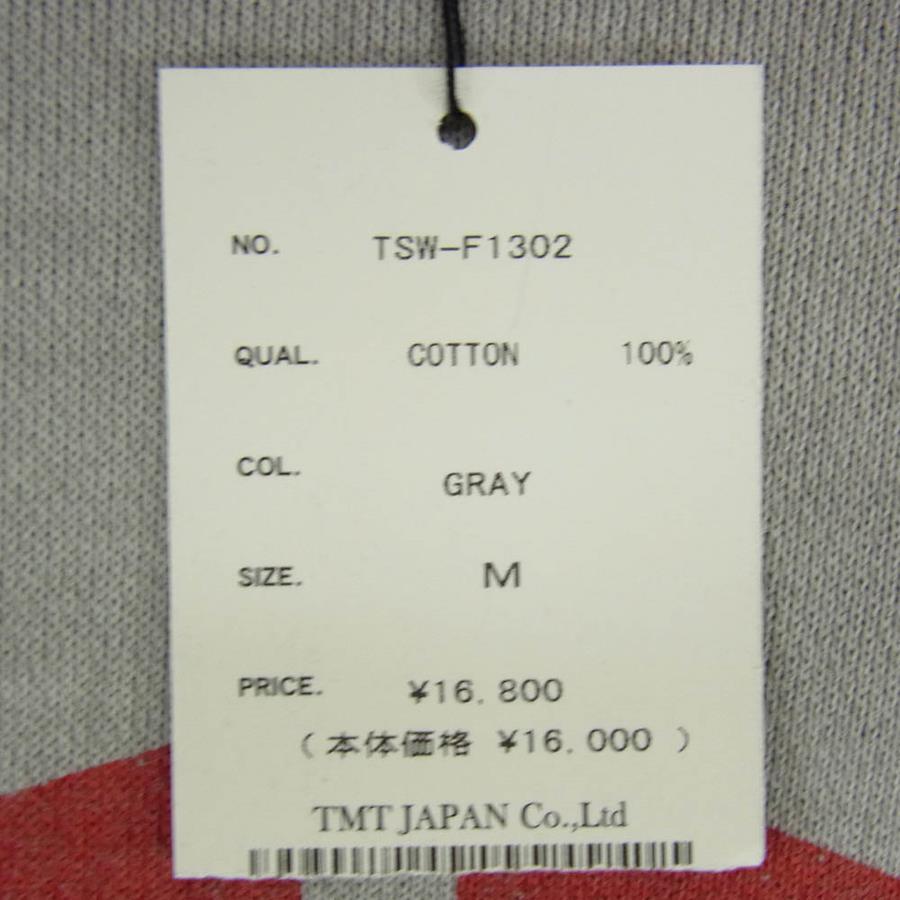 NO. TSW-F1302
QUAL. COTTON 100%
COL. GRAY
SIZE. M
PRICE. ¥16.800
(本体価格 ¥16.000 )
TMT JAPAN Co.,Ltd